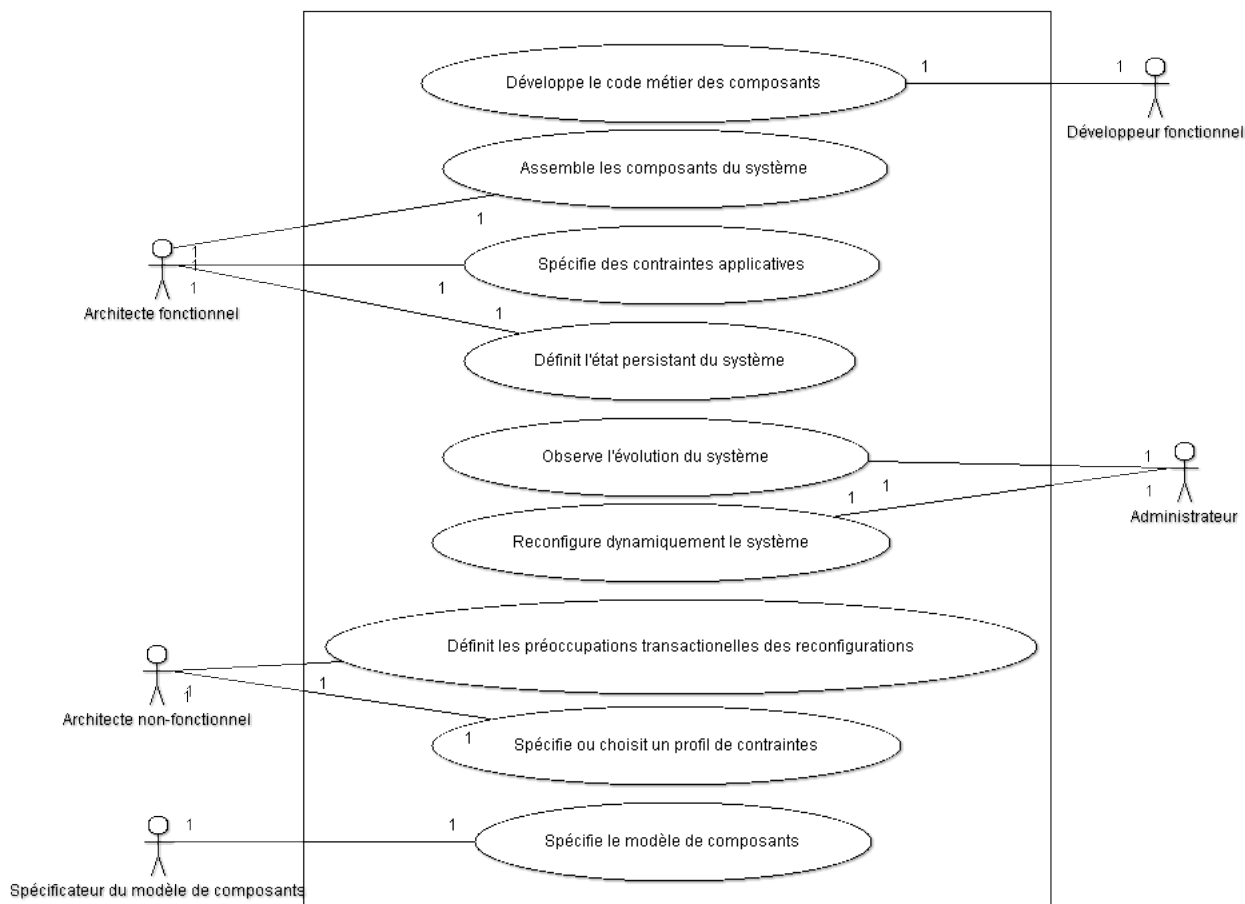 Développe le code métier des composants
1
1
Développeur fonctionnel
Assemble les composants du système
1
1
1
1
Architecte fonctionnel
Spécifie des contraintes applicatives
1
1
Définit l'état persistant du système
Observe l'évolution du système
1
1
1
1
Administrateur
Reconfigure dynamiquement le système
Définit les préoccupations transactionelles des reconfigurations
1
1
1
Architecte non-fonctionnel
1
Spécifie ou choisit un profil de contraintes
1
1
Spécifie le modèle de composants
Spécificateur du modèle de composants